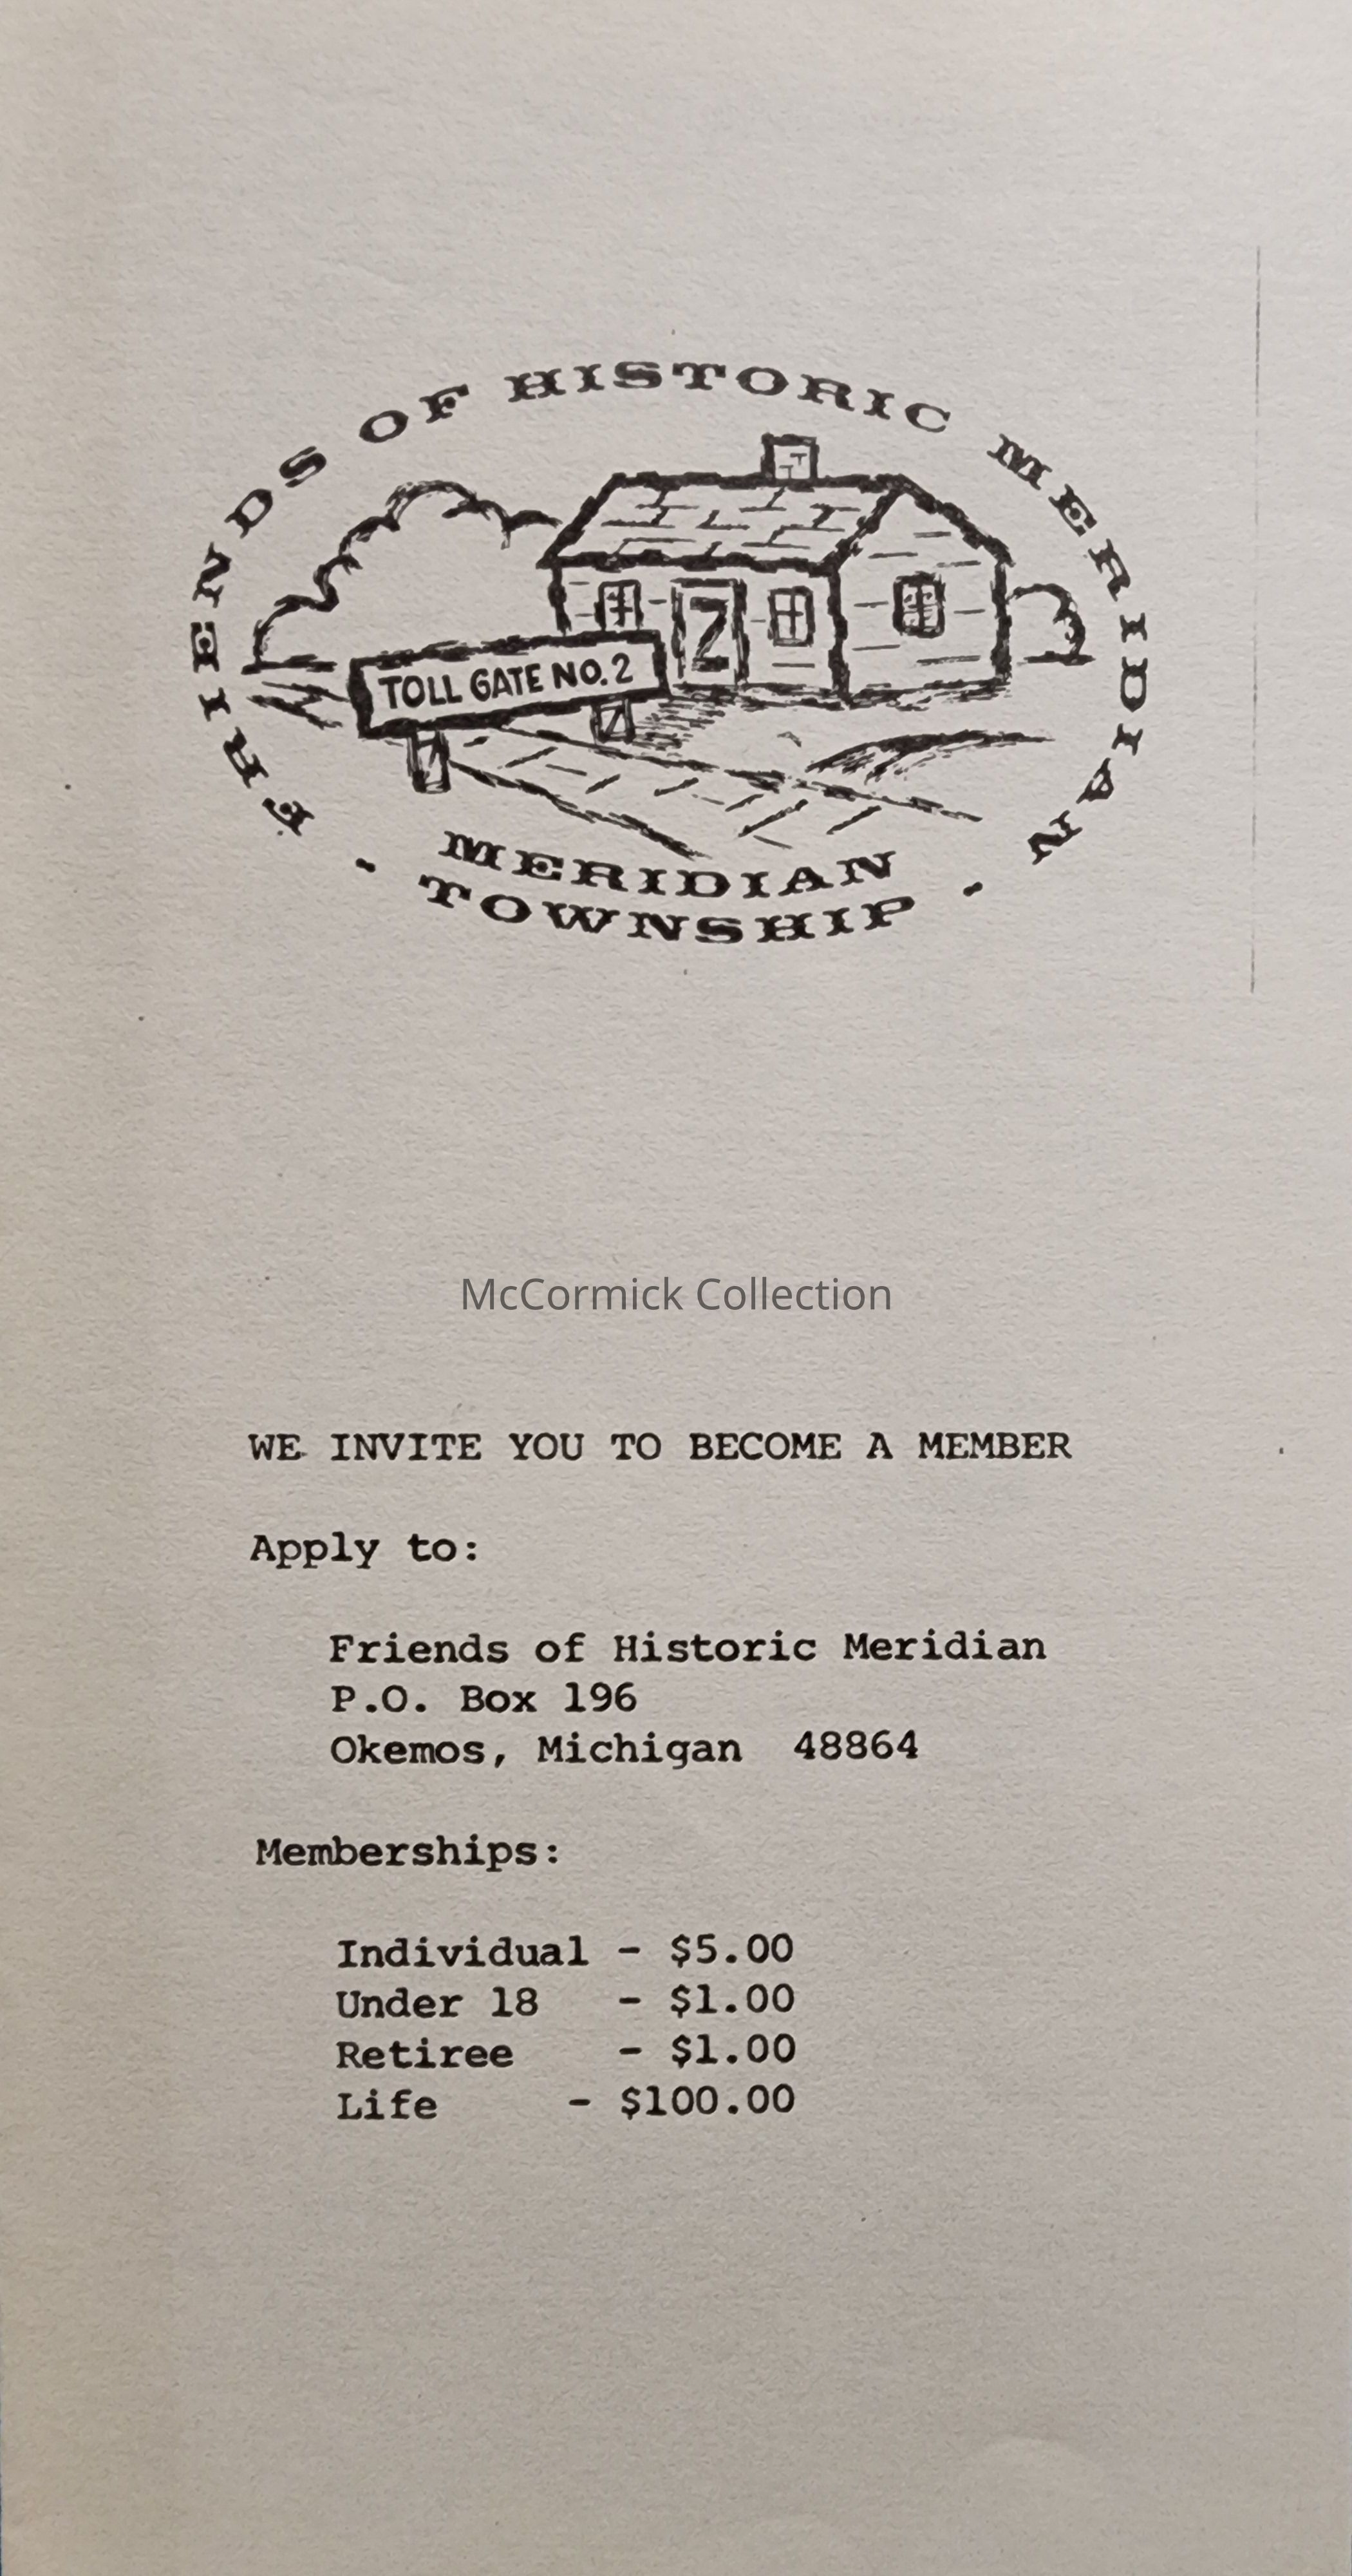 FRIENDS OF HISTORIC MERIDIAN
TOLL GATE NO. 2
· MERIDIAN
TOWNSHIP ·
McCormick Collection
WE INVITE YOU TO BECOME A MEMBER
Apply to:
Friends of Historic Meridian
P.O. Box 196
Okemos, Michigan 48864
Memberships:
Individual - $5.00
Under 18 - $1.00
Retiree - $1.00
Life - $100.00